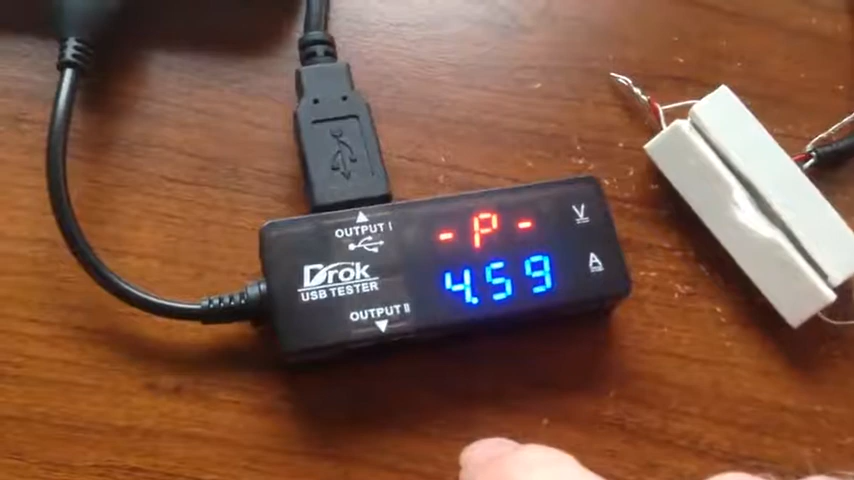 OUTPUT I
-P-
V
Drok
USB TESTER
4.59
A
OUTPUT II